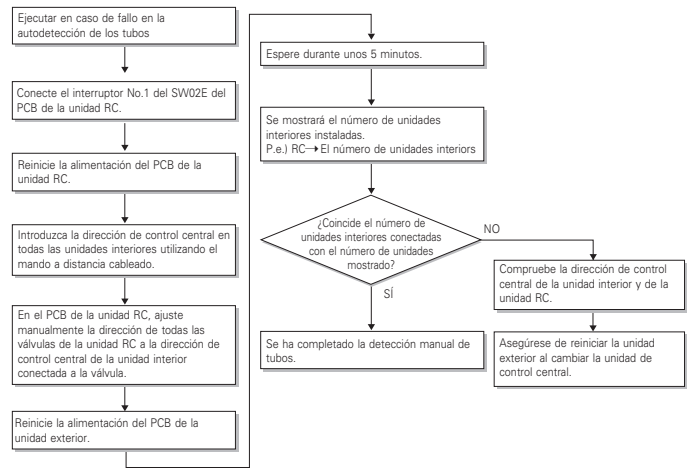 Ejecutar en caso de fallo en la
autodetección de los tubos
Conecte el interruptor No.1 del SW02E del
PCB de la unidad RC.
Reinicie la alimentación del PCB de la
unidad RC.
Introduzca la dirección de control central en
todas las unidades interiores utilizando el
mando a distancia cableado.
En el PCB de la unidad RC, ajuste
manualmente la dirección de todas las
válvulas de la unidad RC a la dirección de
control central de la unidad interior
conectada a la válvula.
Reinicie la alimentación del PCB de la
unidad exterior.
Espere durante unos 5 minutos.
Se mostrará el número de unidades
interiores instaladas.
P.e.) RC→ El número de unidades interiors
¿Coincide el número de
unidades interiores conectadas
con el número de unidades
mostrado?
NO
SÍ
Se ha completado la detección manual de
tubos.
Compruebe la dirección de control
central de la unidad interior y de la
unidad RC.
Asegúrese de reiniciar la unidad
exterior al cambiar la unidad de
control central.